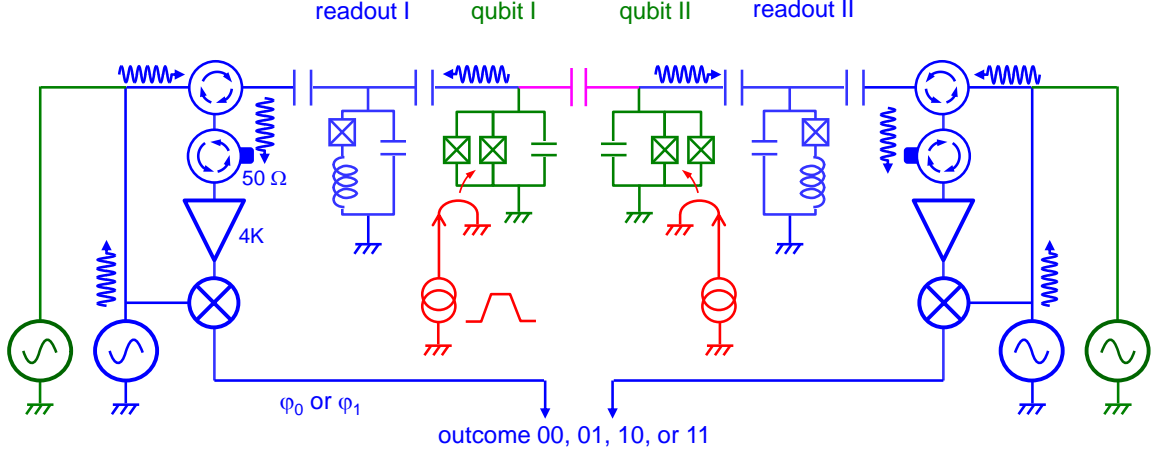 readout I qubit I qubit II readout II
50 Ω
4K
φ0 or φ1
outcome 00, 01, 10, or 11